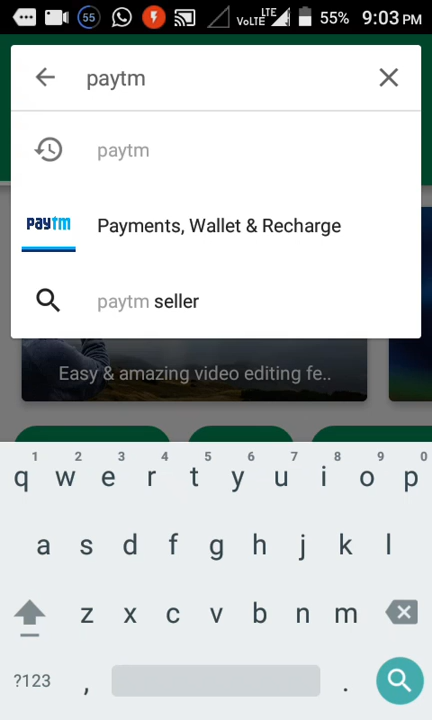 55
VoLTE LTE 55% 9:03 PM
paytm
paytm
paytm Payments, Wallet & Recharge
paytm seller
Easy & amazing video editing fe..
1 2 3 4 5 6 7 8 9 0
q w e r t y u i o p
a s d f g h j k l
z x c v b n m
?123 , .